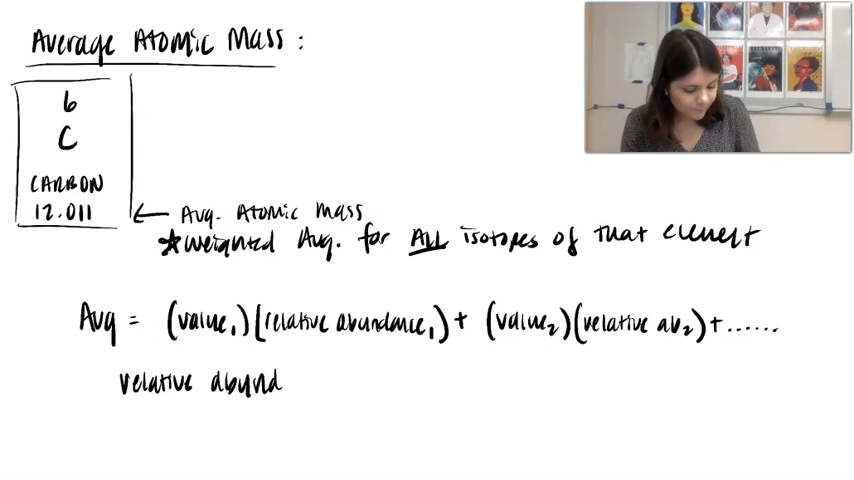 AVERAGE ATOMIC MASS :
6
C
CARBON
12.011
← AVG. ATOMIC MASS
*WEIGHTED AVG. for ALL isotopes of that element
AVG = (value₁)(relative abundance₁) + (value₂)(relative ab₂) + ......
relative abund